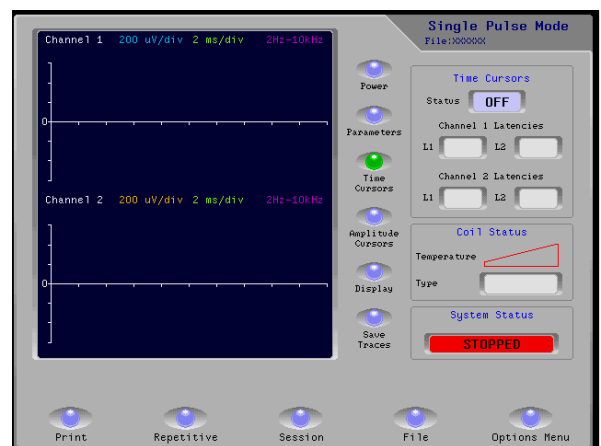 Single Pulse Mode
File:XXXXXX
Channel 1 200 uV/div 2 ms/div 2Hz-10kHz
0
Channel 2 200 uV/div 2 ms/div 2Hz-10kHz
0
Power
Parameters
Time
Cursors
Amplitude
Cursors
Display
Save
Traces
Time Cursors
Status OFF
Channel 1 Latencies
L1 L2
Channel 2 Latencies
L1 L2
Coil Status
Temperature
Type
System Status
STOPPED
Print Repetitive Session File Options Menu